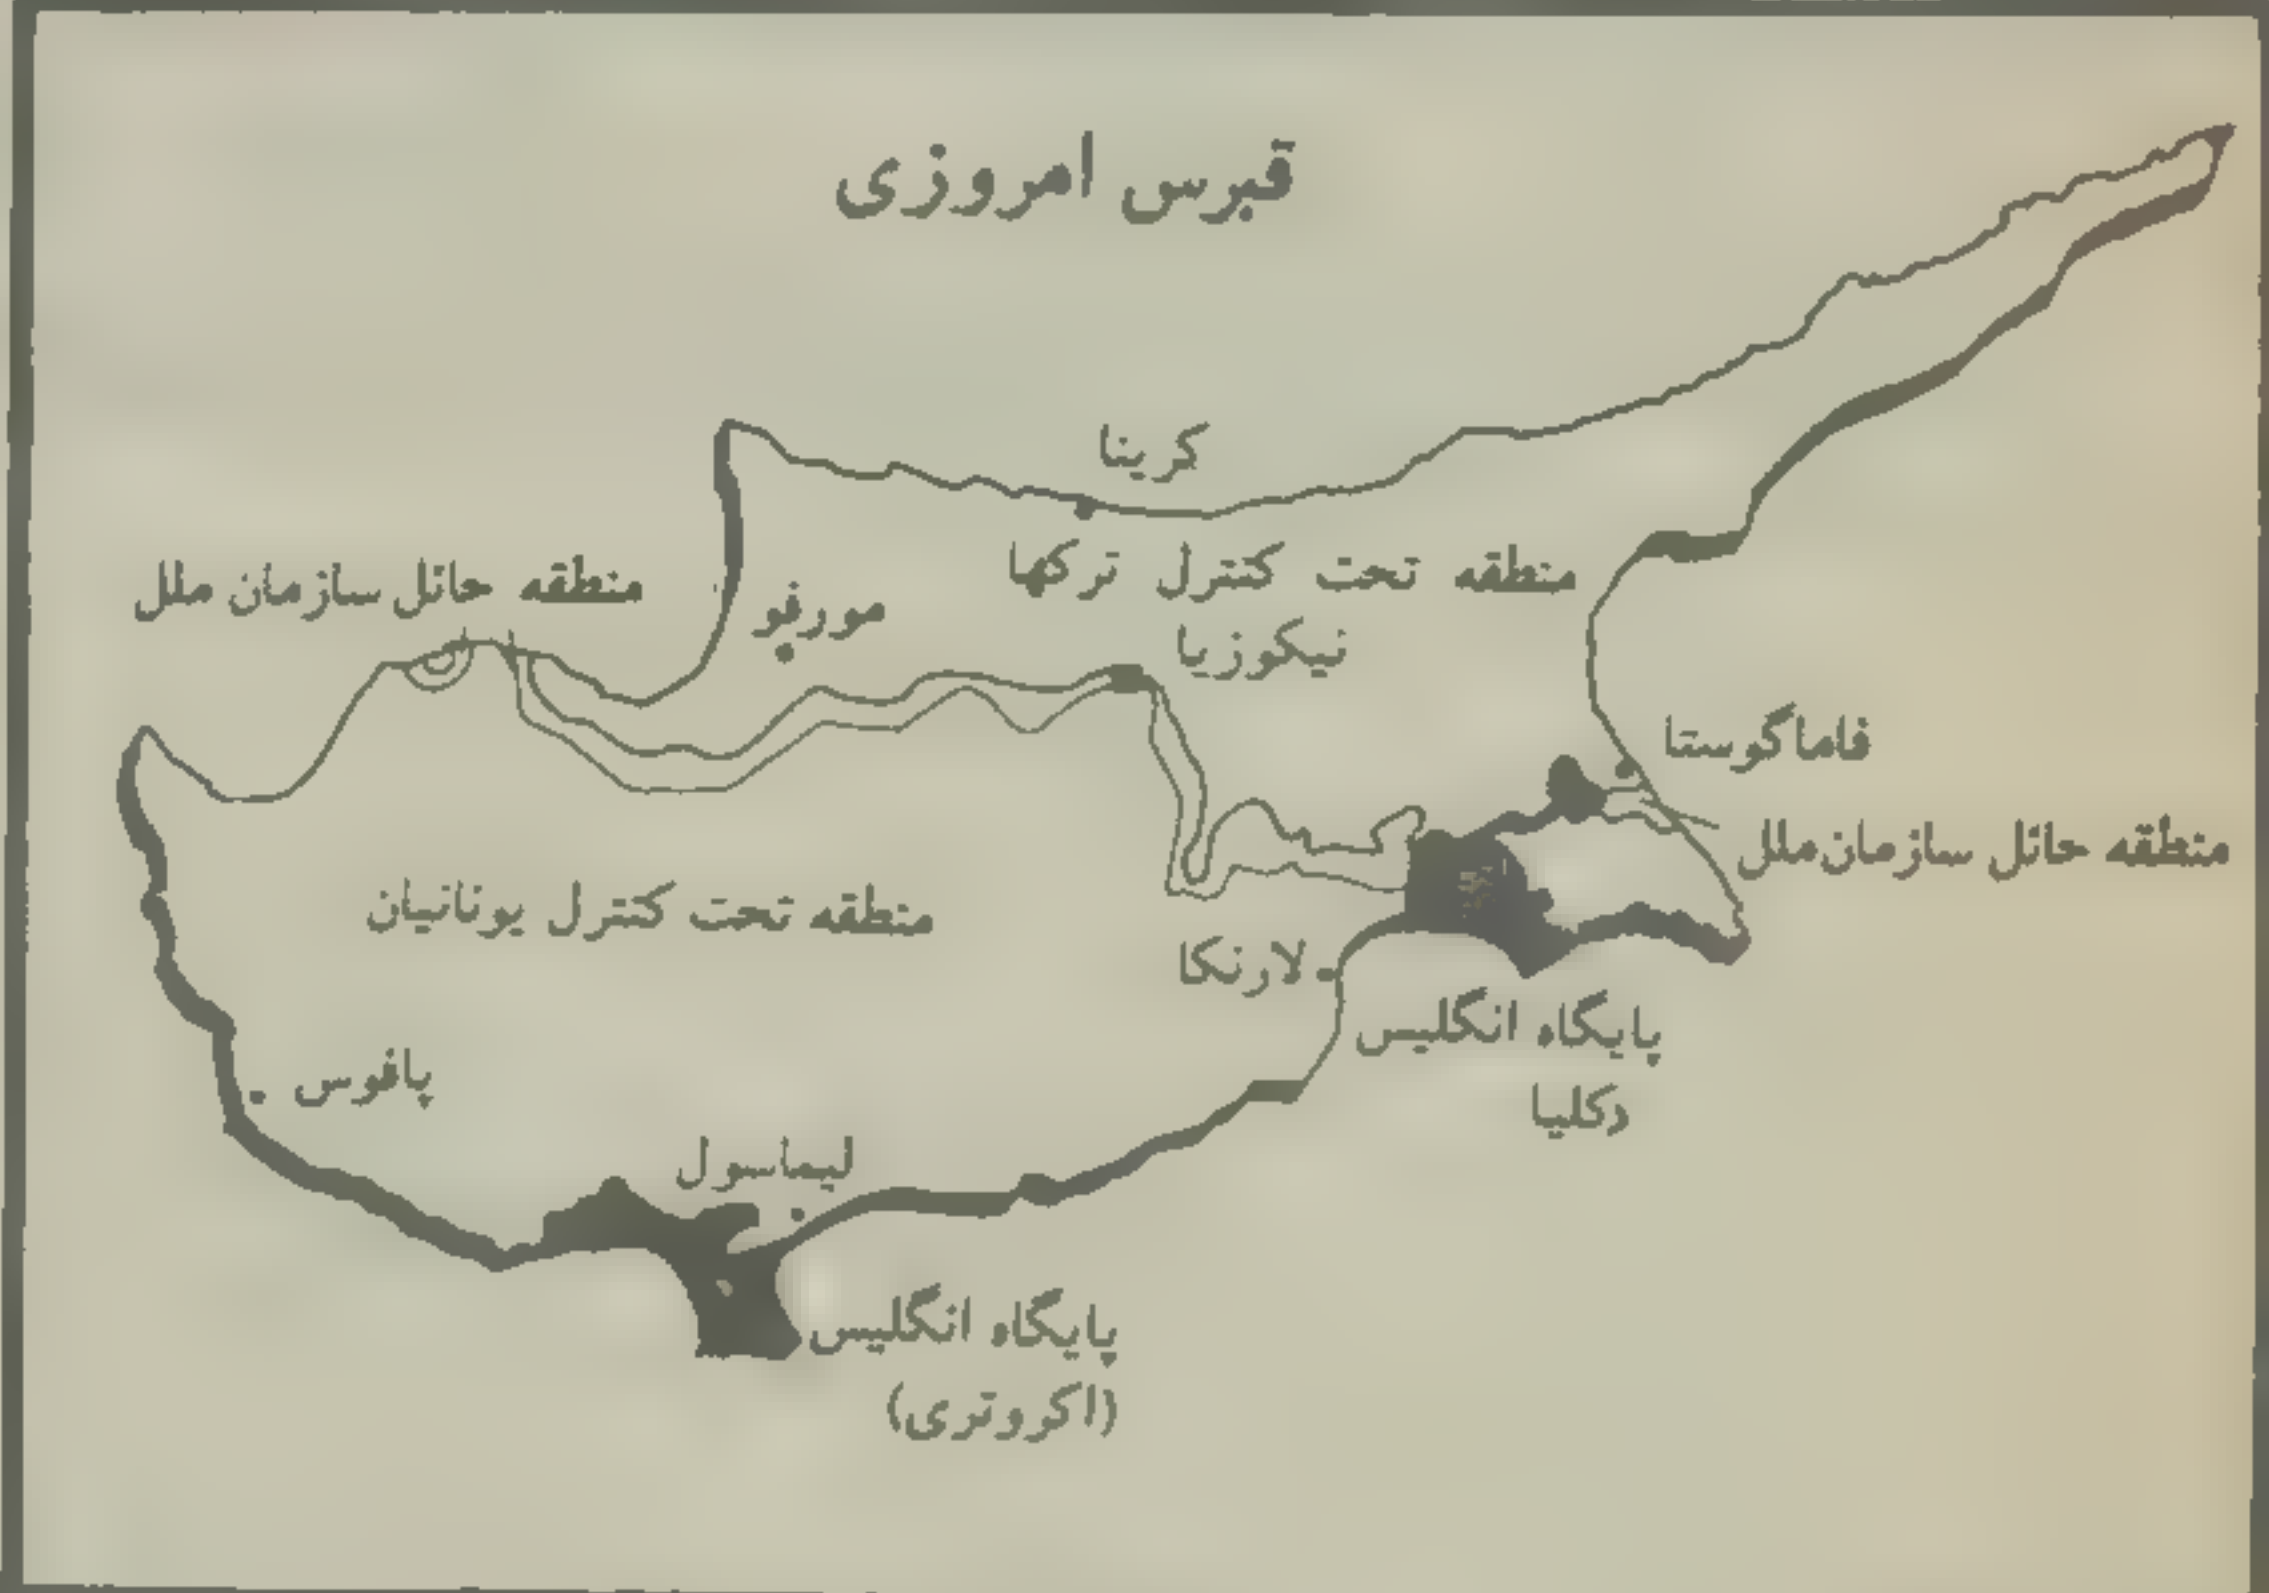 قبرس امروزی
کرینا
منطقه حائل سازمان ملل
مورفو
منطقه تحت کنترل ترکها
نیکوزیا
فاماگوستا
منطقه حائل سازمان ملل
منطقه تحت کنترل یونانیان
لارنکا
پایگاه انگلیس
دکلیا
پافوس
لیماسول
پایگاه انگلیس
(اکروتری)